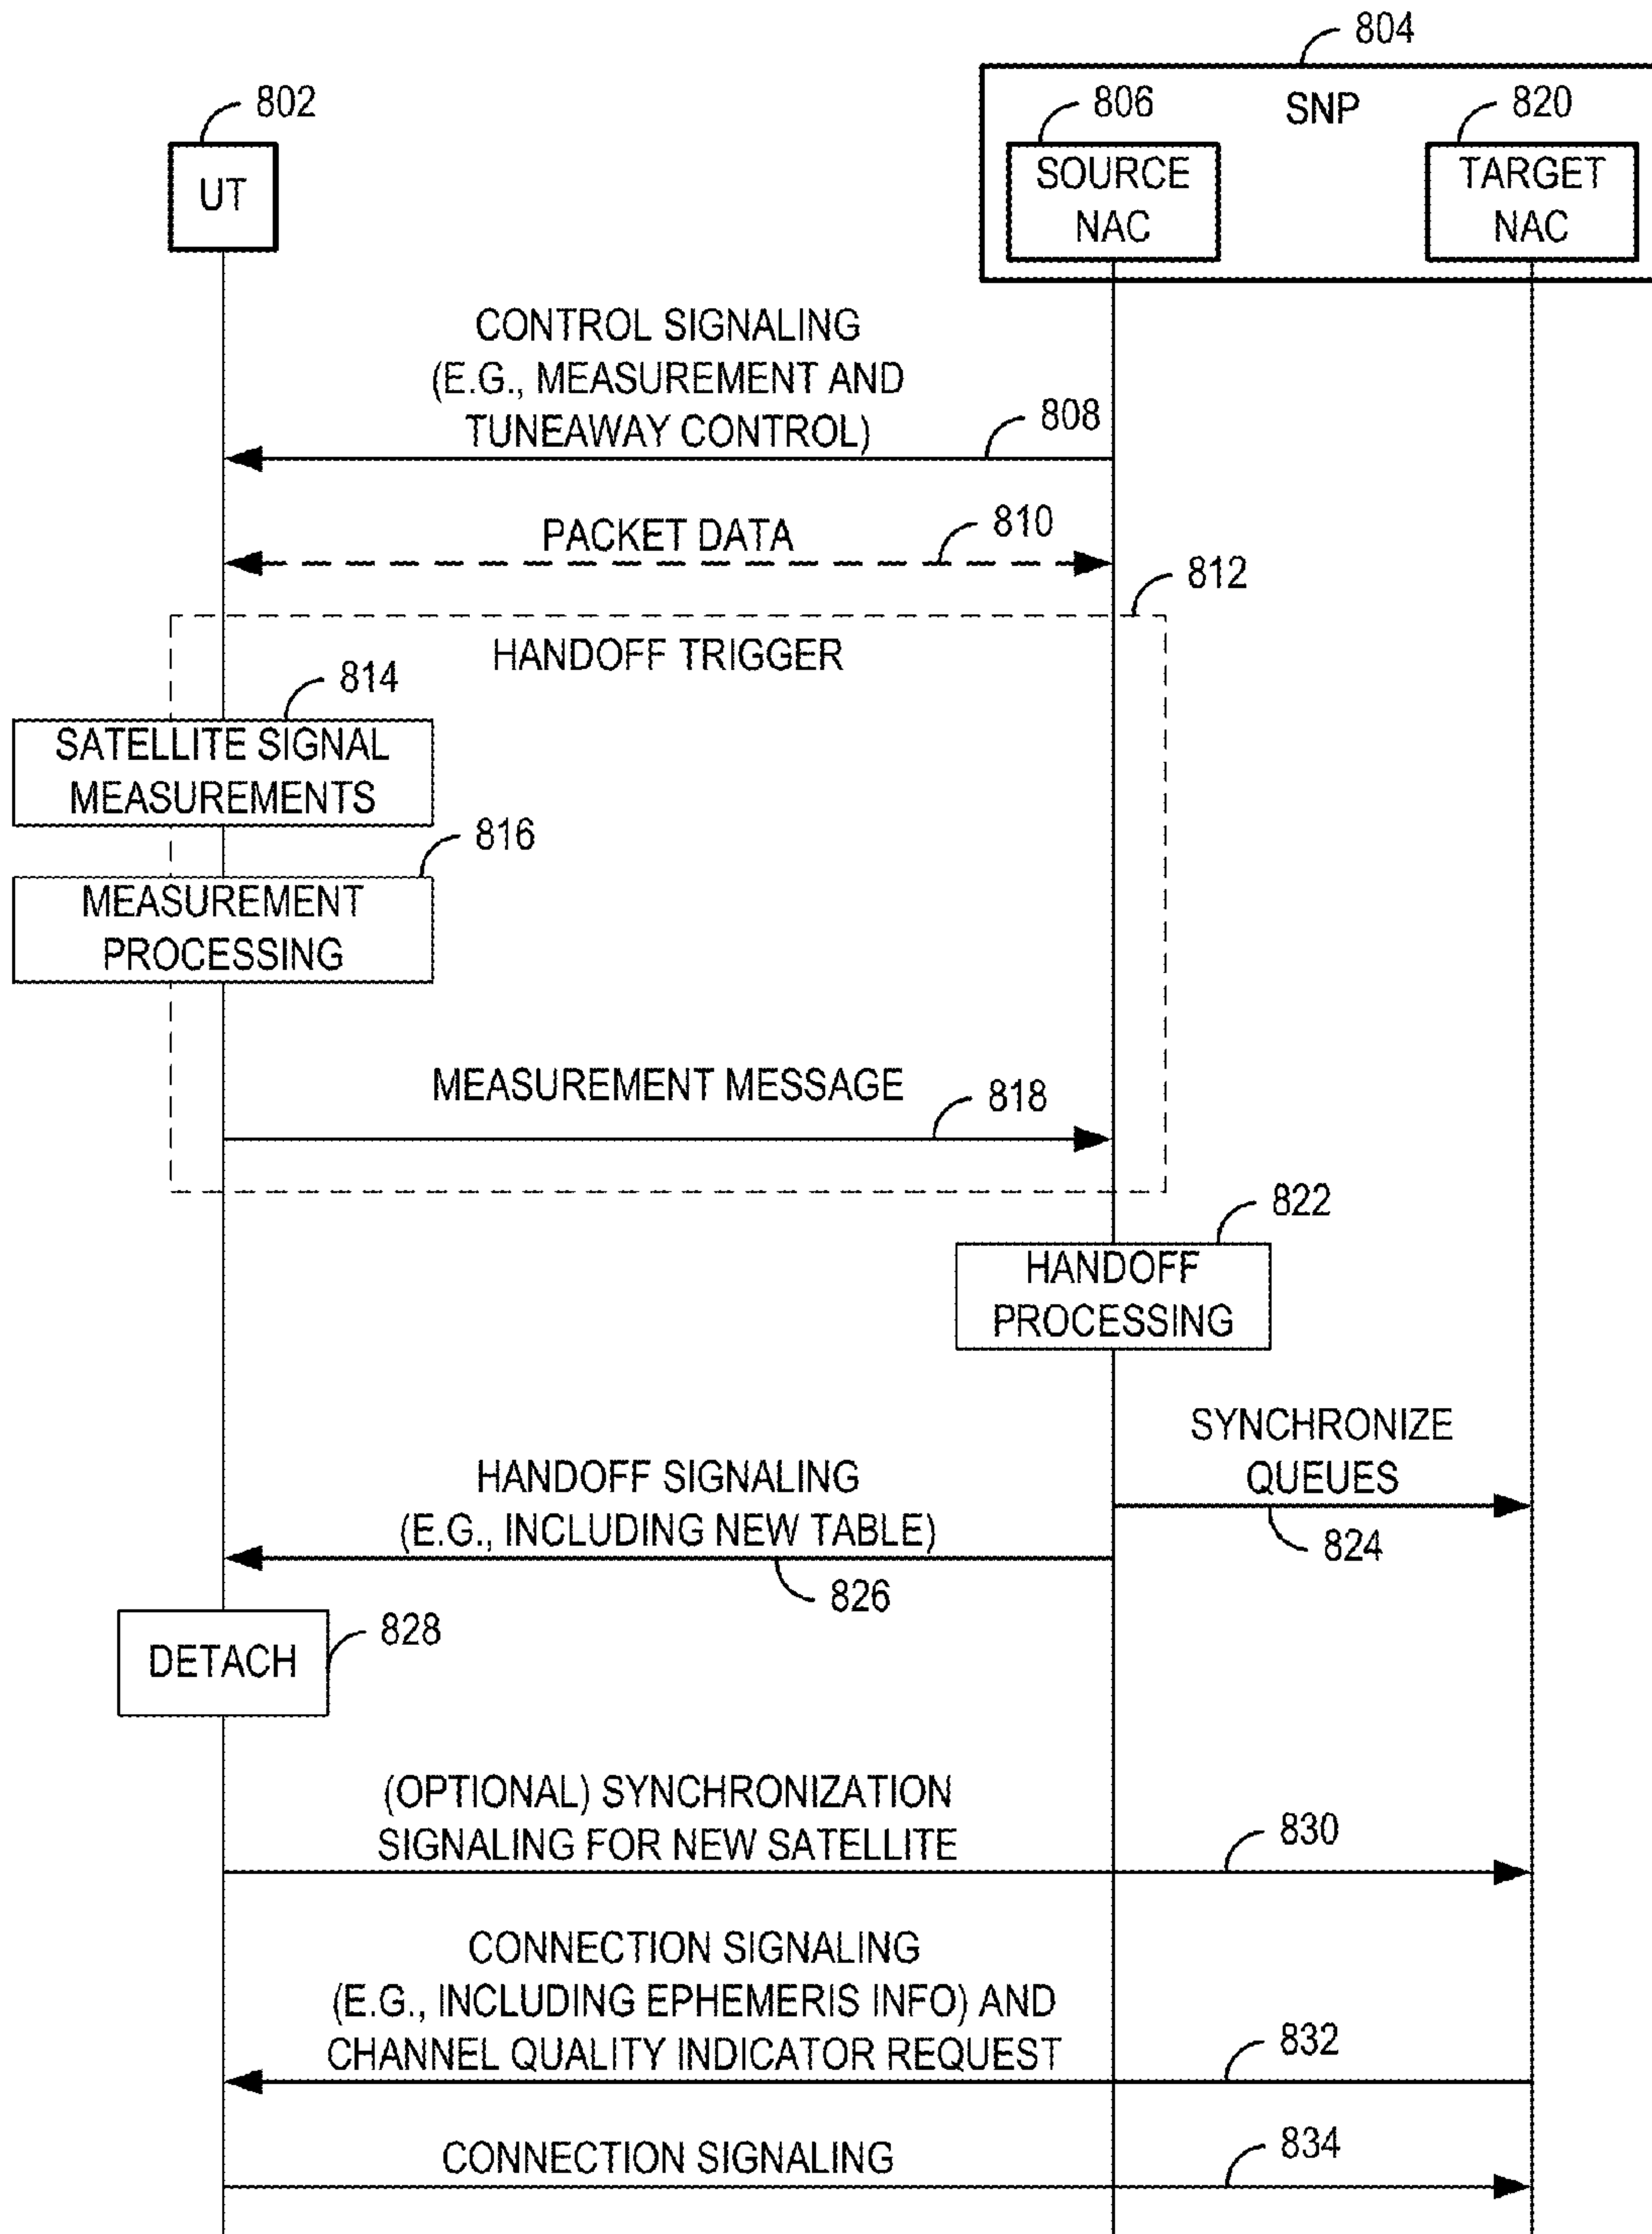 804
802
806
SNP
820
UT
SOURCE
NAC
TARGET
NAC
CONTROL SIGNALING
(E.G., MEASUREMENT AND
TUNEAWAY CONTROL)
808
PACKET DATA
810
812
HANDOFF TRIGGER
814
SATELLITE SIGNAL
MEASUREMENTS
816
MEASUREMENT
PROCESSING
MEASUREMENT MESSAGE
818
822
HANDOFF
PROCESSING
SYNCHRONIZE
QUEUES
824
HANDOFF SIGNALING
(E.G., INCLUDING NEW TABLE)
826
DETACH
828
(OPTIONAL) SYNCHRONIZATION
SIGNALING FOR NEW SATELLITE
830
CONNECTION SIGNALING
(E.G., INCLUDING EPHEMERIS INFO) AND
CHANNEL QUALITY INDICATOR REQUEST
832
CONNECTION SIGNALING
834